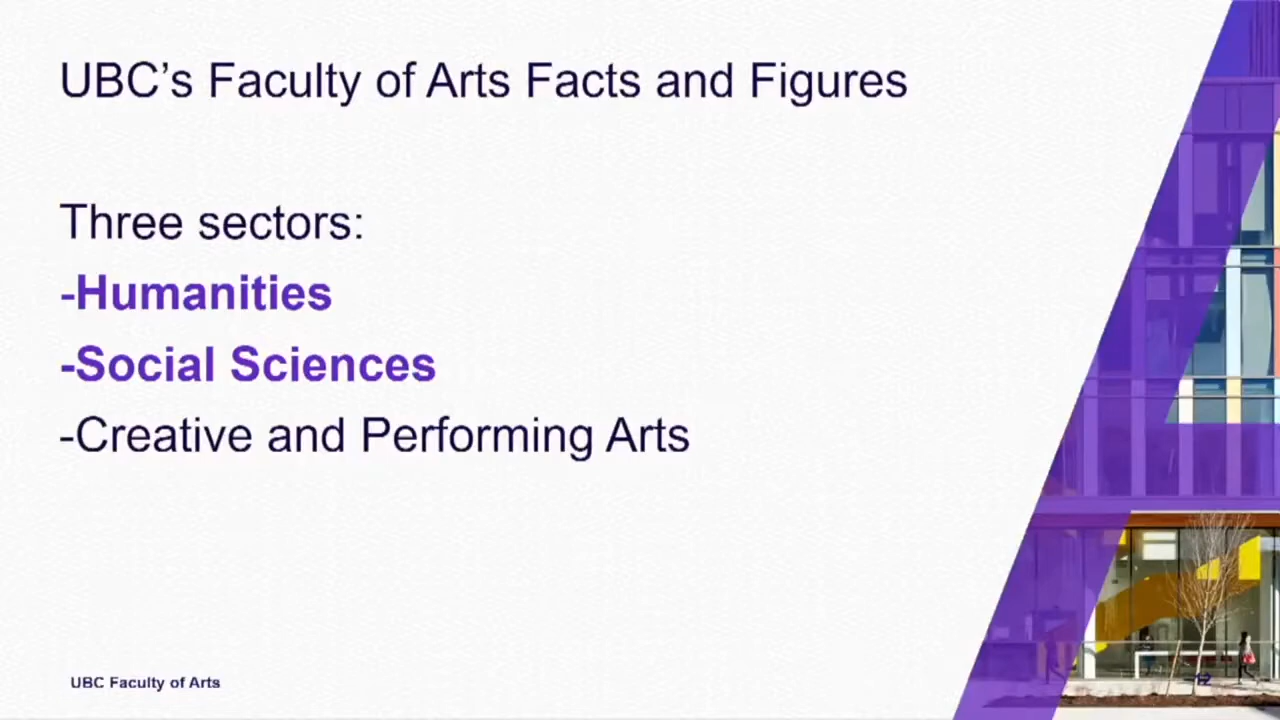 UBC’s Faculty of Arts Facts and Figures
Three sectors:
-Humanities
-Social Sciences
-Creative and Performing Arts
UBC Faculty of Arts
12